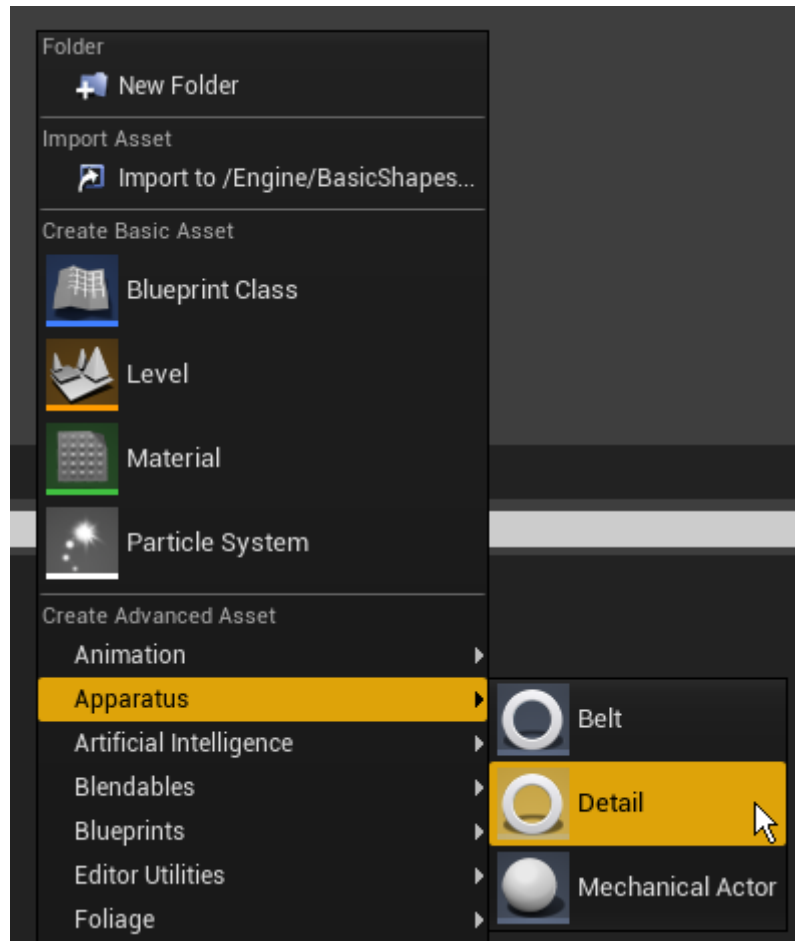 Folder
New Folder
Import Asset
Import to /Engine/BasicShapes...
Create Basic Asset
Blueprint Class
Level
Material
Particle System
Create Advanced Asset
Animation
Apparatus
Artificial Intelligence
Blendables
Blueprints
Editor Utilities
Foliage
Belt
Detail
Mechanical Actor